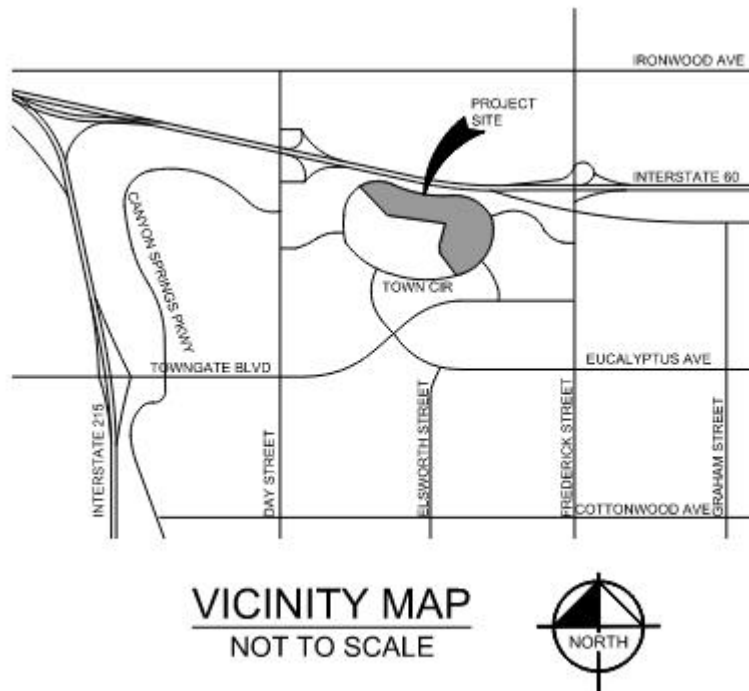 IRONWOOD AVE
PROJECT
SITE
INTERSTATE 60
CANYON SPRINGS PKWY
TOWN CIR
TOWNGATE BLVD
EUCALYPTUS AVE
INTERSTATE 215
DAY STREET
ELSWORTH STREET
FREDERICK STREET
GRAHAM STREET
COTTONWOOD AVE
VICINITY MAP
NOT TO SCALE
NORTH